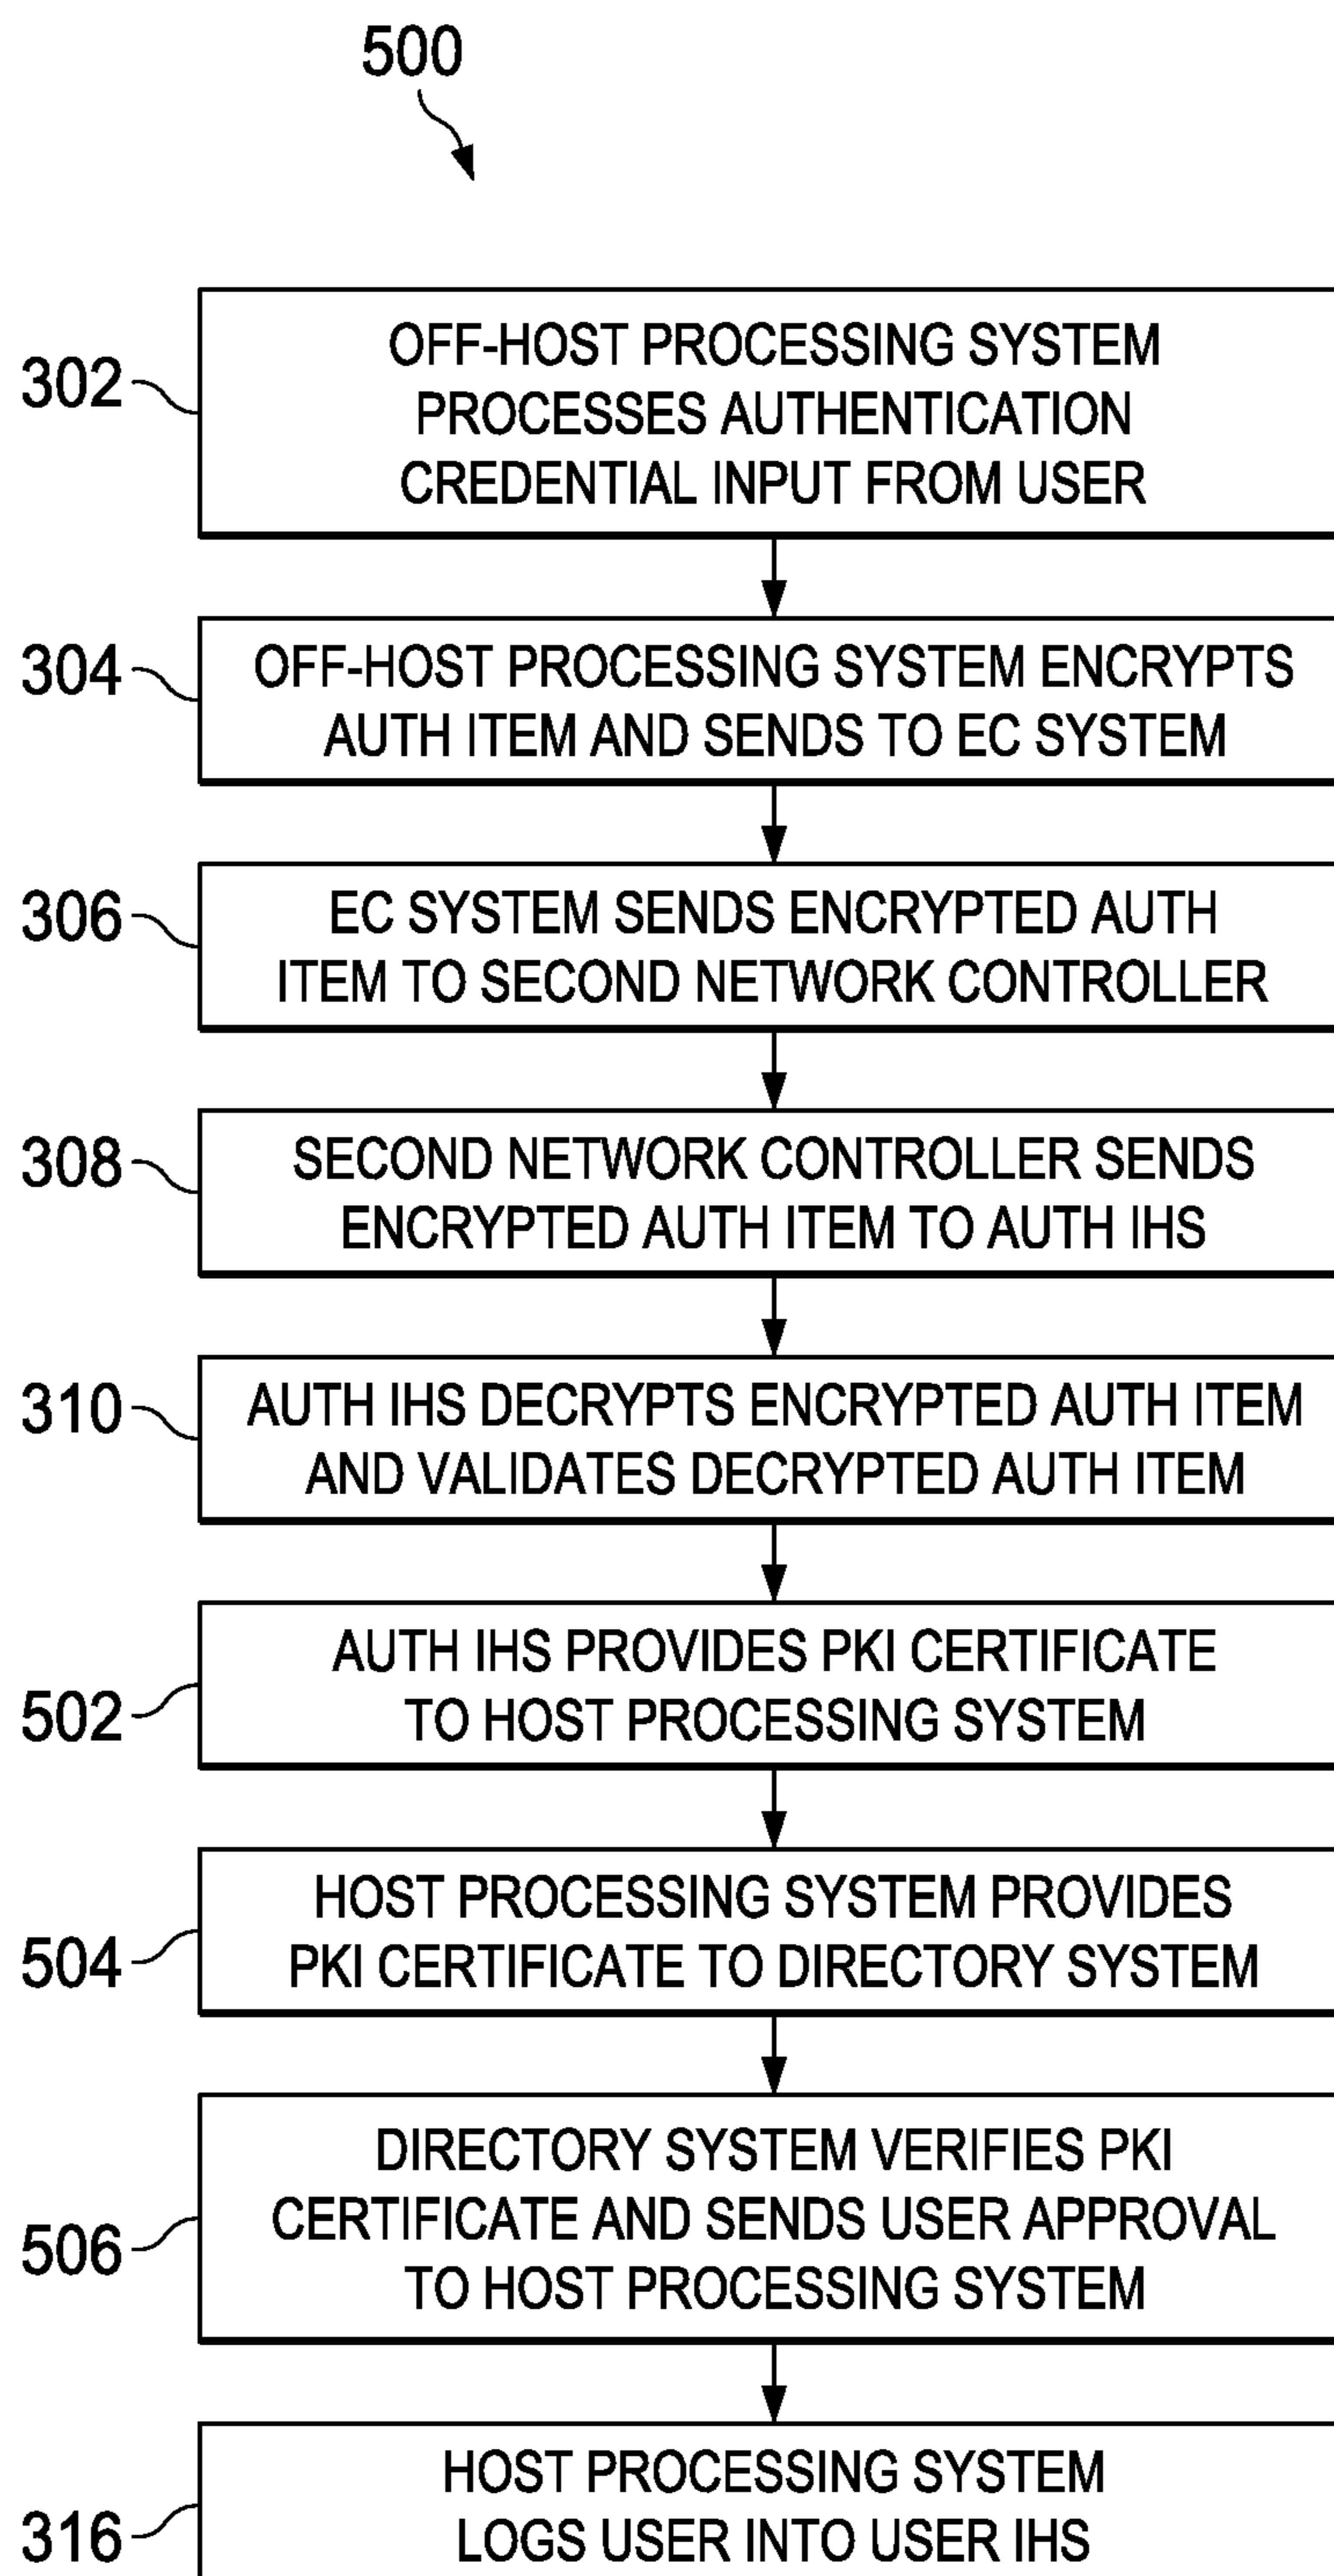 500
302
OFF-HOST PROCESSING SYSTEM
PROCESSES AUTHENTICATION
CREDENTIAL INPUT FROM USER
304
OFF-HOST PROCESSING SYSTEM ENCRYPTS
AUTH ITEM AND SENDS TO EC SYSTEM
306
EC SYSTEM SENDS ENCRYPTED AUTH
ITEM TO SECOND NETWORK CONTROLLER
308
SECOND NETWORK CONTROLLER SENDS
ENCRYPTED AUTH ITEM TO AUTH IHS
310
AUTH IHS DECRYPTS ENCRYPTED AUTH ITEM
AND VALIDATES DECRYPTED AUTH ITEM
502
AUTH IHS PROVIDES PKI CERTIFICATE
TO HOST PROCESSING SYSTEM
504
HOST PROCESSING SYSTEM PROVIDES
PKI CERTIFICATE TO DIRECTORY SYSTEM
506
DIRECTORY SYSTEM VERIFIES PKI
CERTIFICATE AND SENDS USER APPROVAL
TO HOST PROCESSING SYSTEM
316
HOST PROCESSING SYSTEM
LOGS USER INTO USER IHS